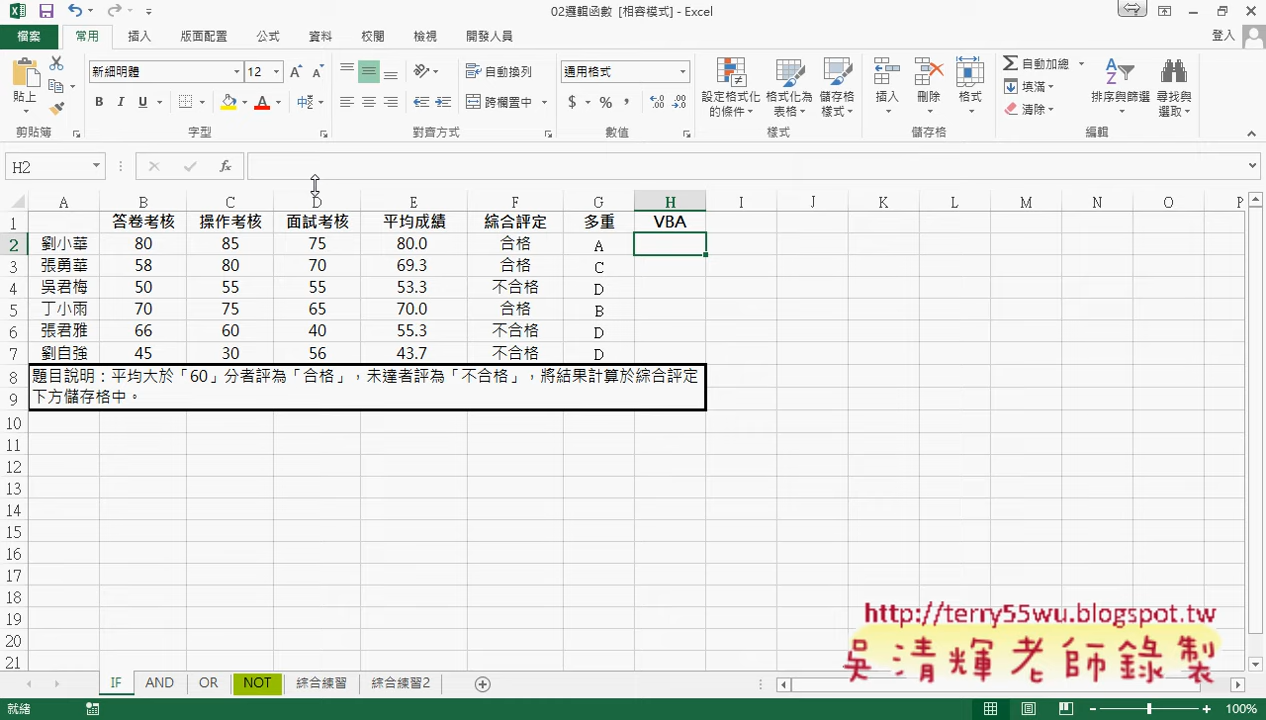 02邏輯函數 [相容模式] - Excel
檔案 常用 插入 版面配置 公式 資料 校閱 檢視 開發人員 登入
新細明體 12 自動換列 通用格式 自動加總
貼上 跨欄置中 設定格式化的條件 格式化為表格 儲存格樣式 插入 刪除 格式 填滿 清除 排序與篩選 尋找與選取
剪貼簿 字型 對齊方式 數值 樣式 儲存格 編輯
H2 fx
A B C D E F G H I J K L M N O P
1 答卷考核 操作考核 面試考核 平均成績 綜合評定 多重 VBA
2 劉小華 80 85 75 80.0 合格 A
3 張勇華 58 80 70 69.3 合格 C
4 吳君梅 50 55 55 53.3 不合格 D
5 丁小雨 70 75 65 70.0 合格 B
6 張君雅 66 60 40 55.3 不合格 D
7 劉自強 45 30 56 43.7 不合格 D
8 題目說明：平均大於「60」分者評為「合格」，未達者評為「不合格」，將結果計算於綜合評定
9 下方儲存格中。
10
11
12
13
14
15
16
17
18
19
20
21
http://terry55wu.blogspot.tw
吳清輝老師錄製
IF AND OR NOT 綜合練習 綜合練習2
就緒 100%